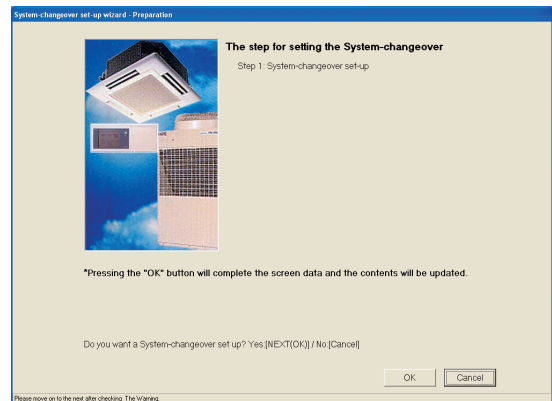 System-changeover set-up wizard - Preparation
The step for setting the System-changeover
Step 1: System-changeover set-up
*Pressing the "OK" button will complete the screen data and the contents will be updated.
Do you want a System-changeover set up? Yes:[NEXT(OK)] / No:[Cancel]
OK Cancel
Please move on to the next after checking The Warning.